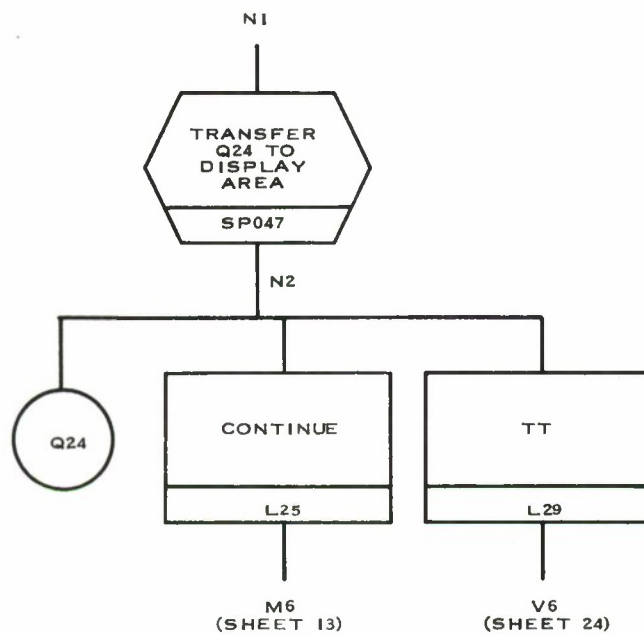 N1
TRANSFER
Q24 TO
DISPLAY
AREA
SP047
N2
Q24
CONTINUE
TT
L25
L29
M6
(SHEET 13)
V6
(SHEET 24)